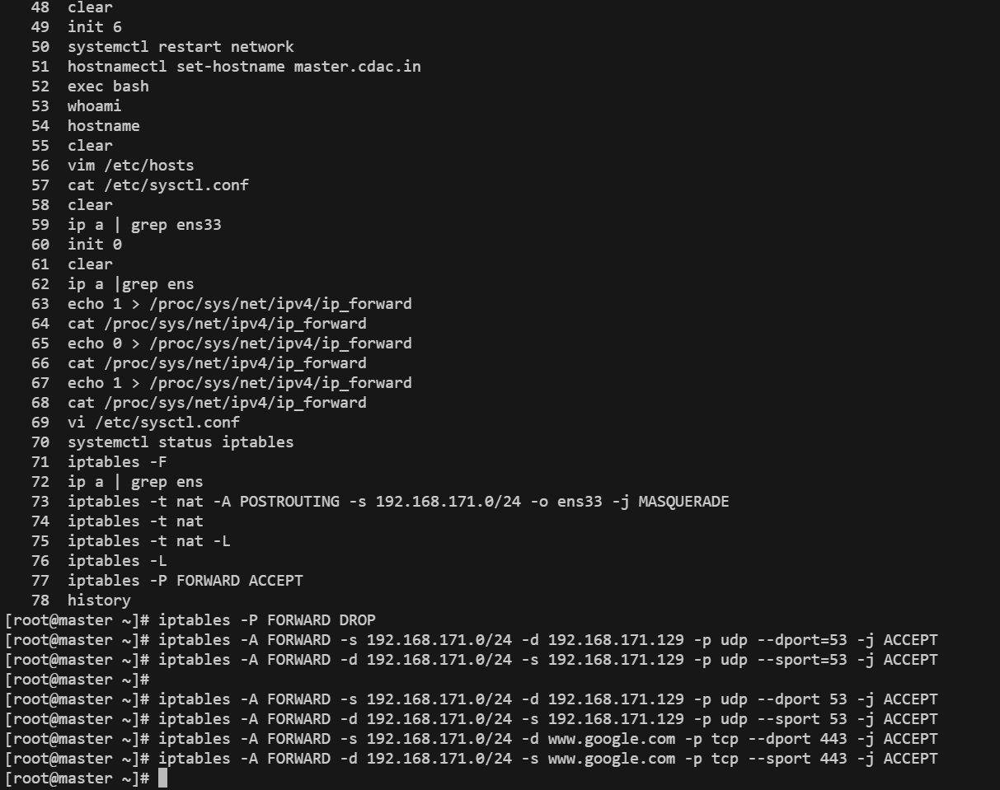 48 clear
49 init 6
50 systemctl restart network
51 hostnamectl set-hostname master.cdac.in
52 exec bash
53 whoami
54 hostname
55 clear
56 vim /etc/hosts
57 cat /etc/sysctl.conf
58 clear
59 ip a | grep ens33
60 init 0
61 clear
62 ip a |grep ens
63 echo 1 > /proc/sys/net/ipv4/ip_forward
64 cat /proc/sys/net/ipv4/ip_forward
65 echo 0 > /proc/sys/net/ipv4/ip_forward
66 cat /proc/sys/net/ipv4/ip_forward
67 echo 1 > /proc/sys/net/ipv4/ip_forward
68 cat /proc/sys/net/ipv4/ip_forward
69 vi /etc/sysctl.conf
70 systemctl status iptables
71 iptables -F
72 ip a | grep ens
73 iptables -t nat -A POSTROUTING -s 192.168.171.0/24 -o ens33 -j MASQUERADE
74 iptables -t nat
75 iptables -t nat -L
76 iptables -L
77 iptables -P FORWARD ACCEPT
78 history
[root@master ~]# iptables -P FORWARD DROP
[root@master ~]# iptables -A FORWARD -s 192.168.171.0/24 -d 192.168.171.129 -p udp --dport=53 -j ACCEPT
[root@master ~]# iptables -A FORWARD -d 192.168.171.0/24 -s 192.168.171.129 -p udp --sport=53 -j ACCEPT
[root@master ~]#
[root@master ~]# iptables -A FORWARD -s 192.168.171.0/24 -d 192.168.171.129 -p udp --dport 53 -j ACCEPT
[root@master ~]# iptables -A FORWARD -d 192.168.171.0/24 -s 192.168.171.129 -p udp --sport 53 -j ACCEPT
[root@master ~]# iptables -A FORWARD -s 192.168.171.0/24 -d www.google.com -p tcp --dport 443 -j ACCEPT
[root@master ~]# iptables -A FORWARD -d 192.168.171.0/24 -s www.google.com -p tcp --sport 443 -j ACCEPT
[root@master ~]#